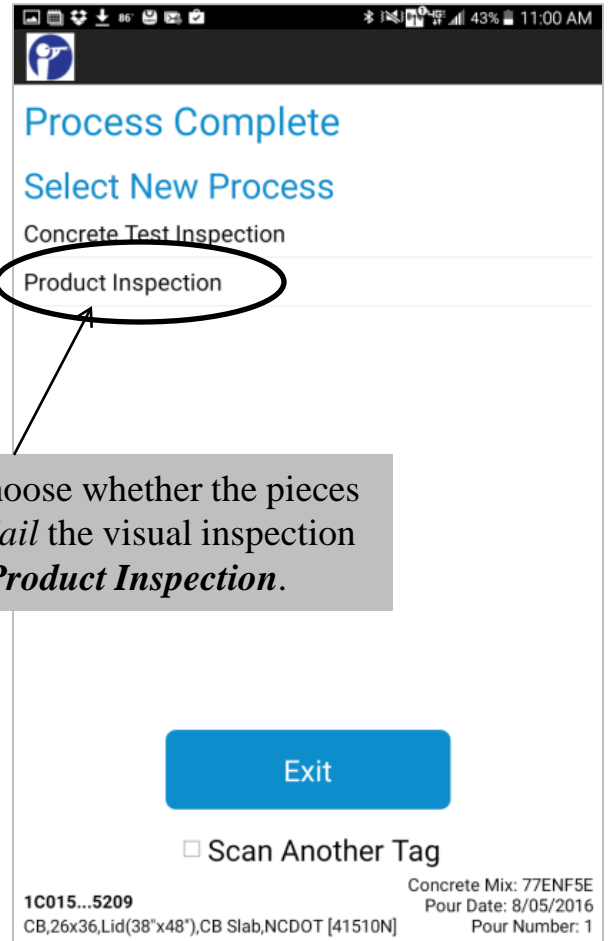 86°
43% 11:00 AM
Process Complete
Select New Process
Concrete Test Inspection
Product Inspection
whether the pieces
the visual inspection
Product Inspection.
Exit
Scan Another Tag
Concrete Mix: 77ENF5E
1C015...5209
Pour Date: 8/05/2016
CB,26x36,Lid(38"x48"),CB Slab,NCDOT [41510N]
Pour Number: 1